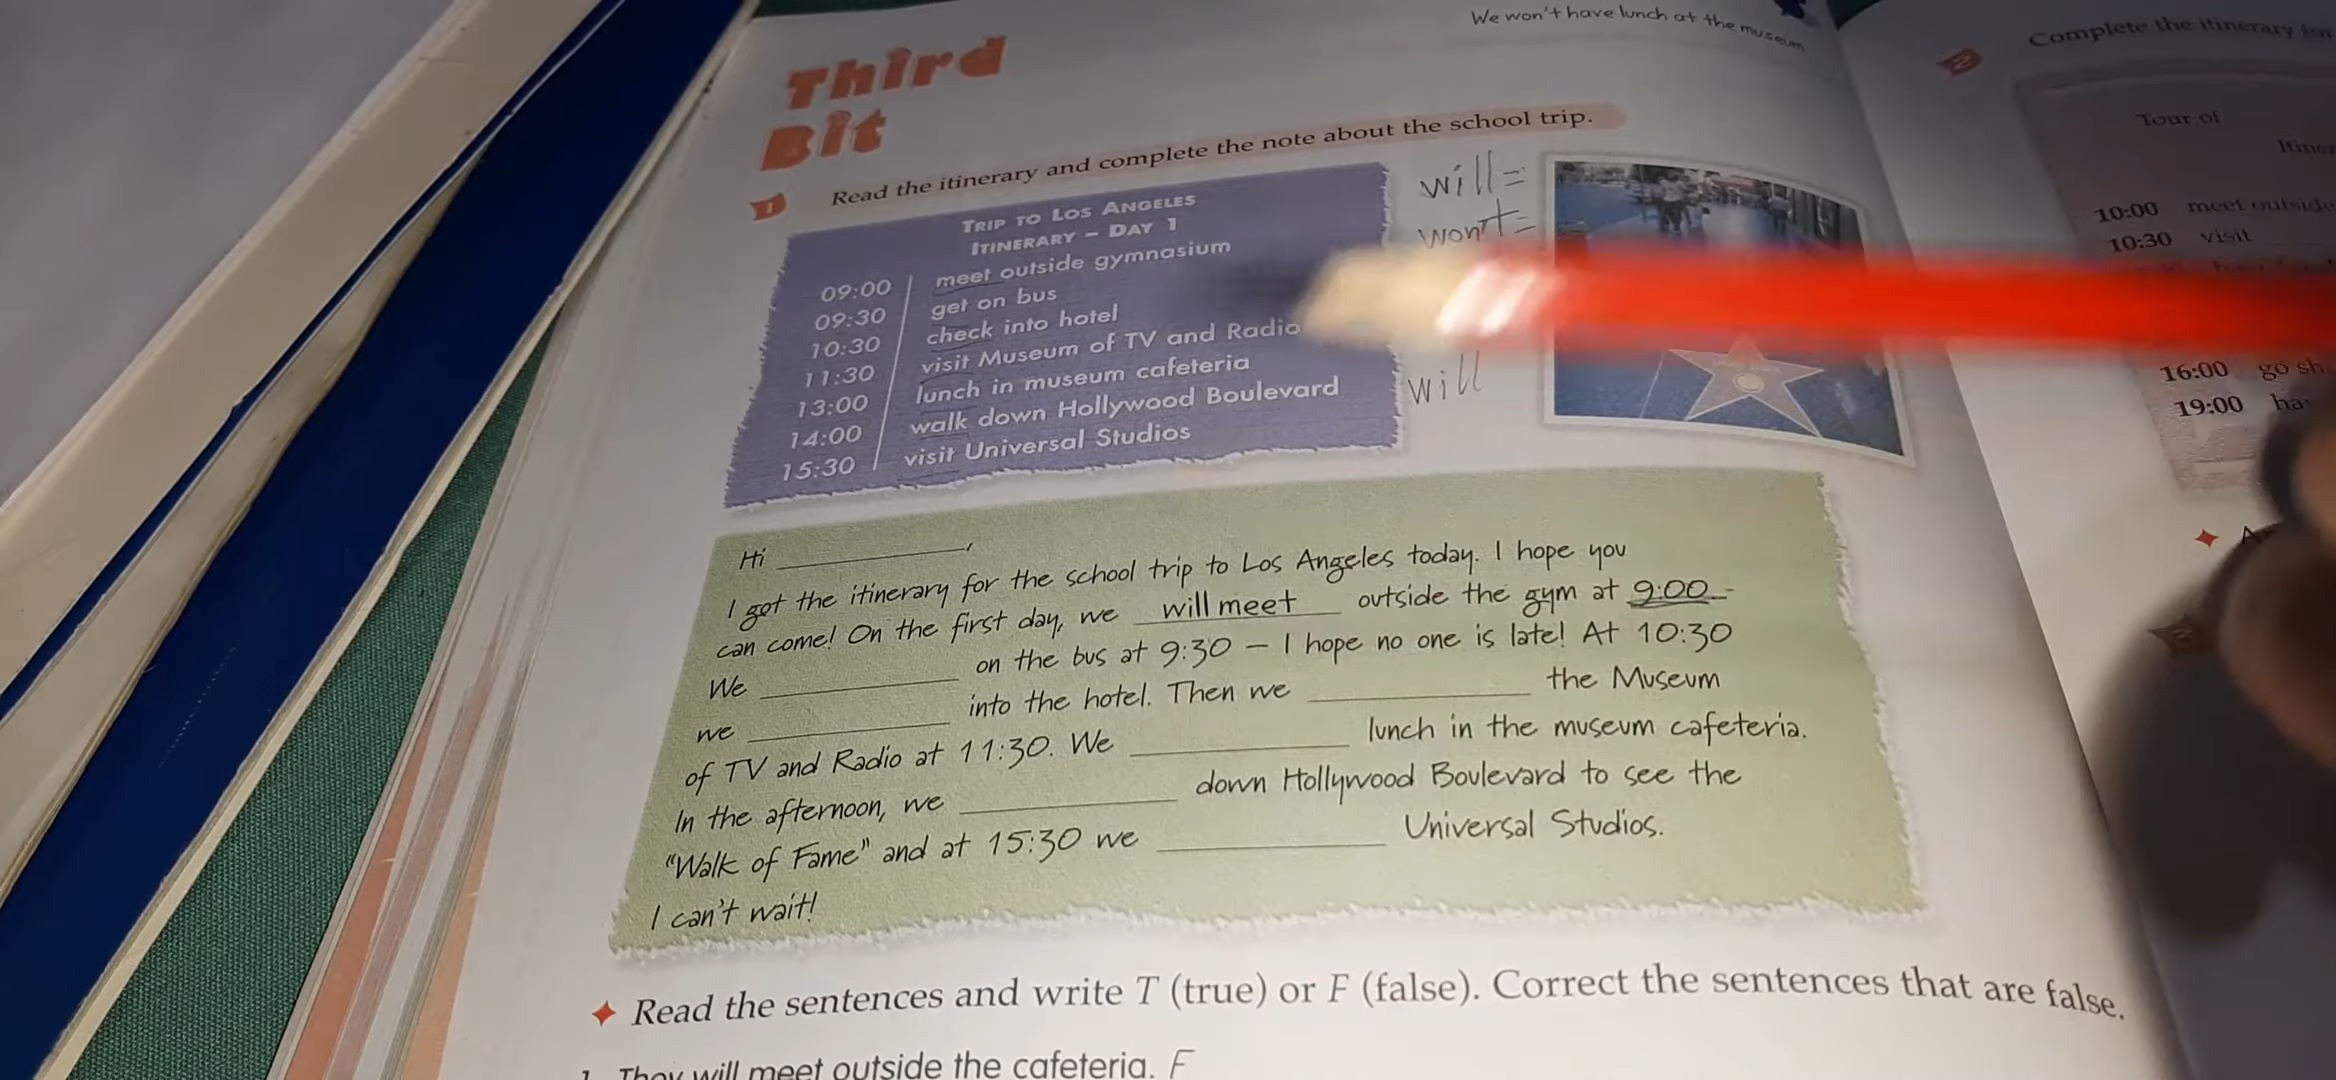 We won't have lunch at the museum
Third
Bit
1 Read the itinerary and complete the note about the school trip.
will=
won't=
will
TRIP TO LOS ANGELES
ITINERARY – DAY 1
09:00 meet outside gymnasium
09:30 get on bus
10:30 check into hotel
11:30 visit Museum of TV and Radio
13:00 lunch in museum cafeteria
14:00 walk down Hollywood Boulevard
15:30 visit Universal Studios
Hi ,
I got the itinerary for the school trip to Los Angeles today. I hope you
can come! On the first day, we will meet outside the gym at 9:00
We on the bus at 9:30 – I hope no one is late! At 10:30
we into the hotel. Then we the Museum
of TV and Radio at 11:30. We lunch in the museum cafeteria.
In the afternoon, we down Hollywood Boulevard to see the
"Walk of Fame" and at 15:30 we Universal Studios.
I can't wait!
Read the sentences and write T (true) or F (false). Correct the sentences that are false.
1 They will meet outside the cafeteria. F
2 Complete the itinerary for
Tour of
10:00 meet outside
10:30 visit
16:00 go
19:00